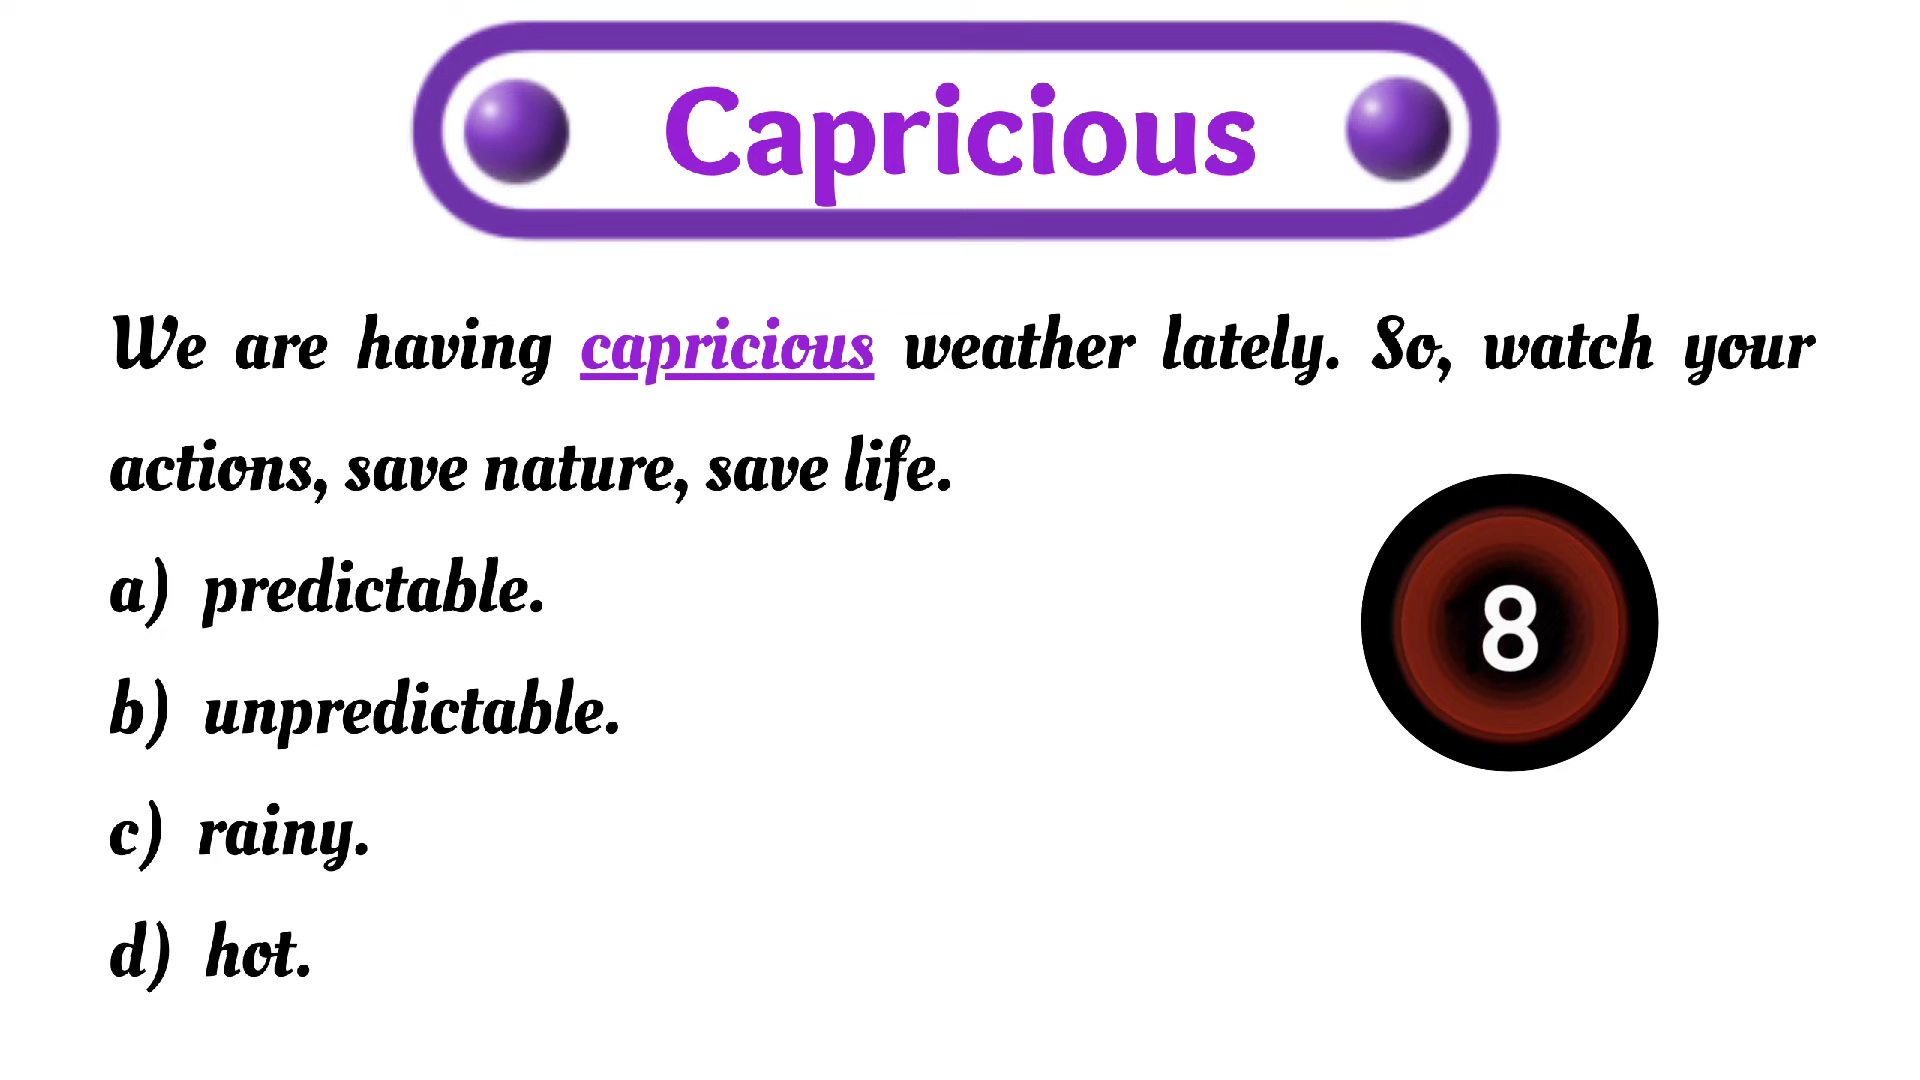 Capricious
We are having capricious weather lately. So, watch your
actions, save nature, save life.
a) predictable.
b) unpredictable.
8
c) rainy.
d) hot.